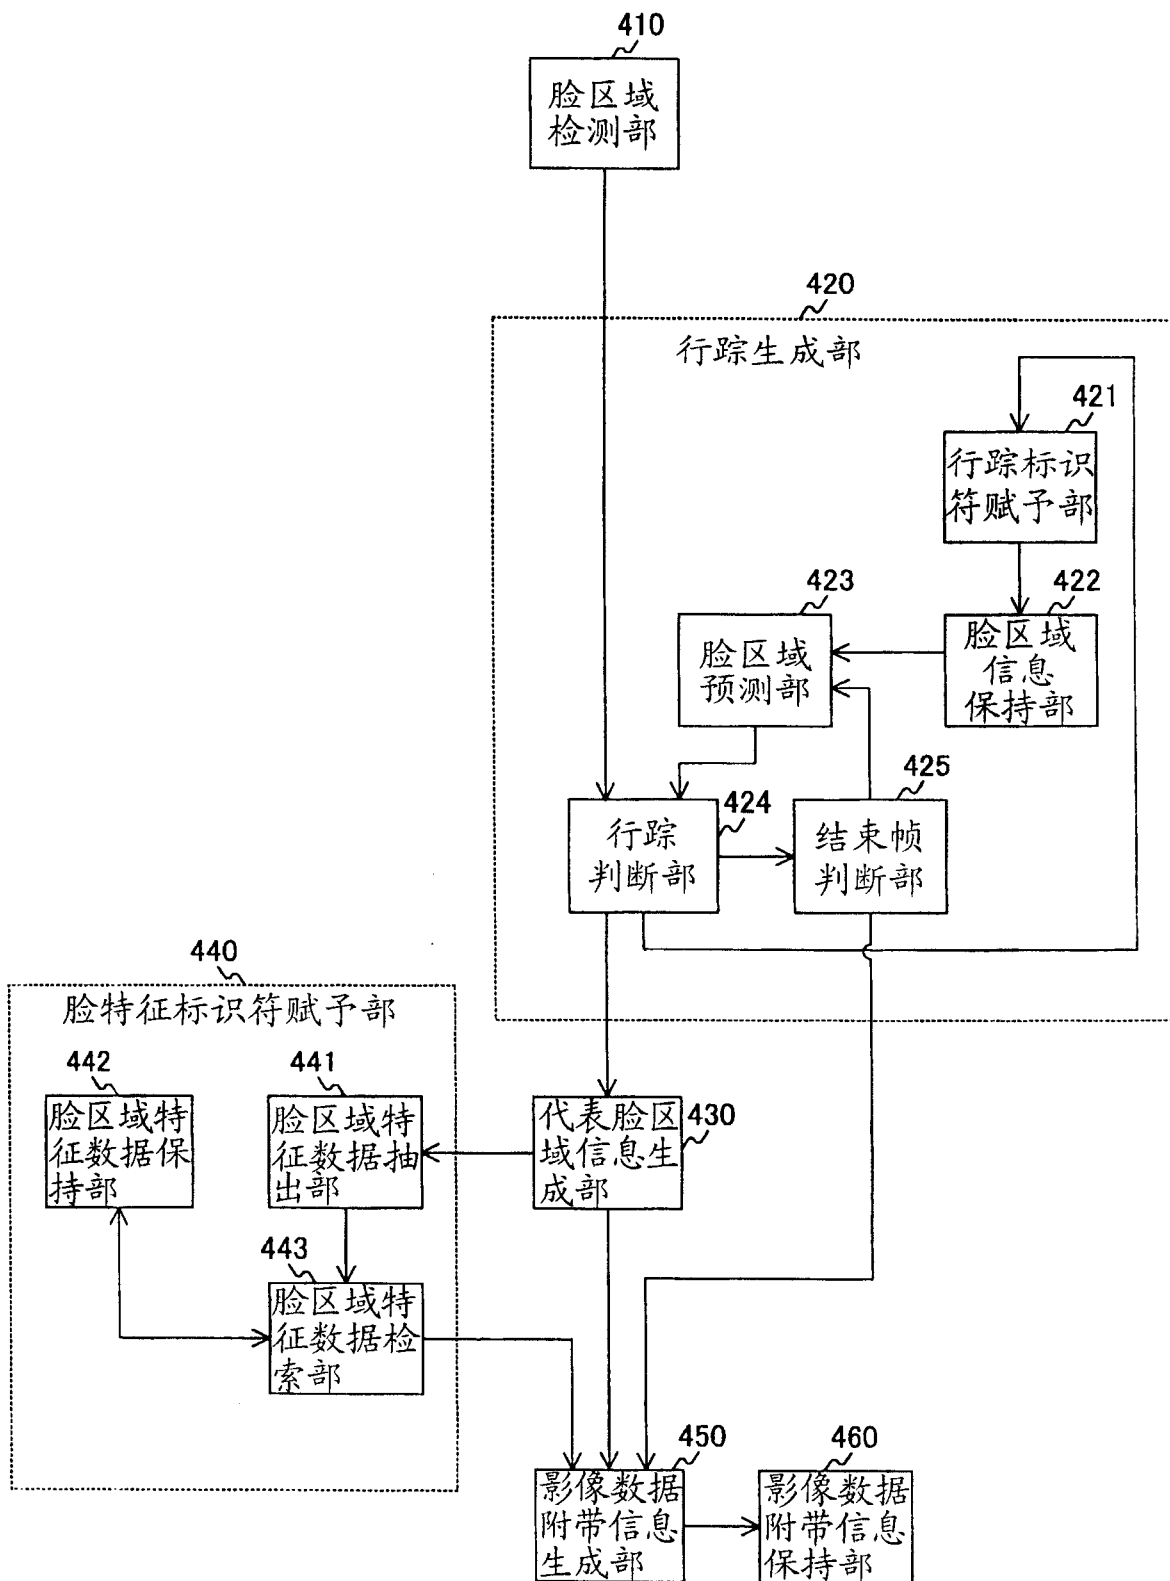 410
脸区域
检测部
420
行踪生成部
421
行踪标识
符赋予部
422
脸区域
信息
保持部
423
脸区域
预测部
424
行踪
判断部
425
结束帧
判断部
440
脸特征标识符赋予部
442
脸区域特
征数据保
持部
441
脸区域特
征数据抽
出部
430
代表脸区
域信息生
成部
443
脸区域特
征数据检
索部
450
影像数据
附带信息
生成部
460
影像数据
附带信息
保持部